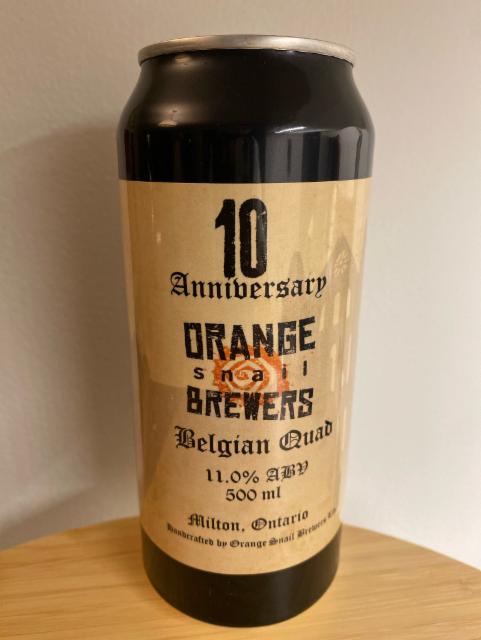 10
Anniversary
ORANGE
snail
BREWERS
Belgian Quad
11.0% ABV
500 ml
Milton, Ontario
Handcrafted by Orange Snail Brewers